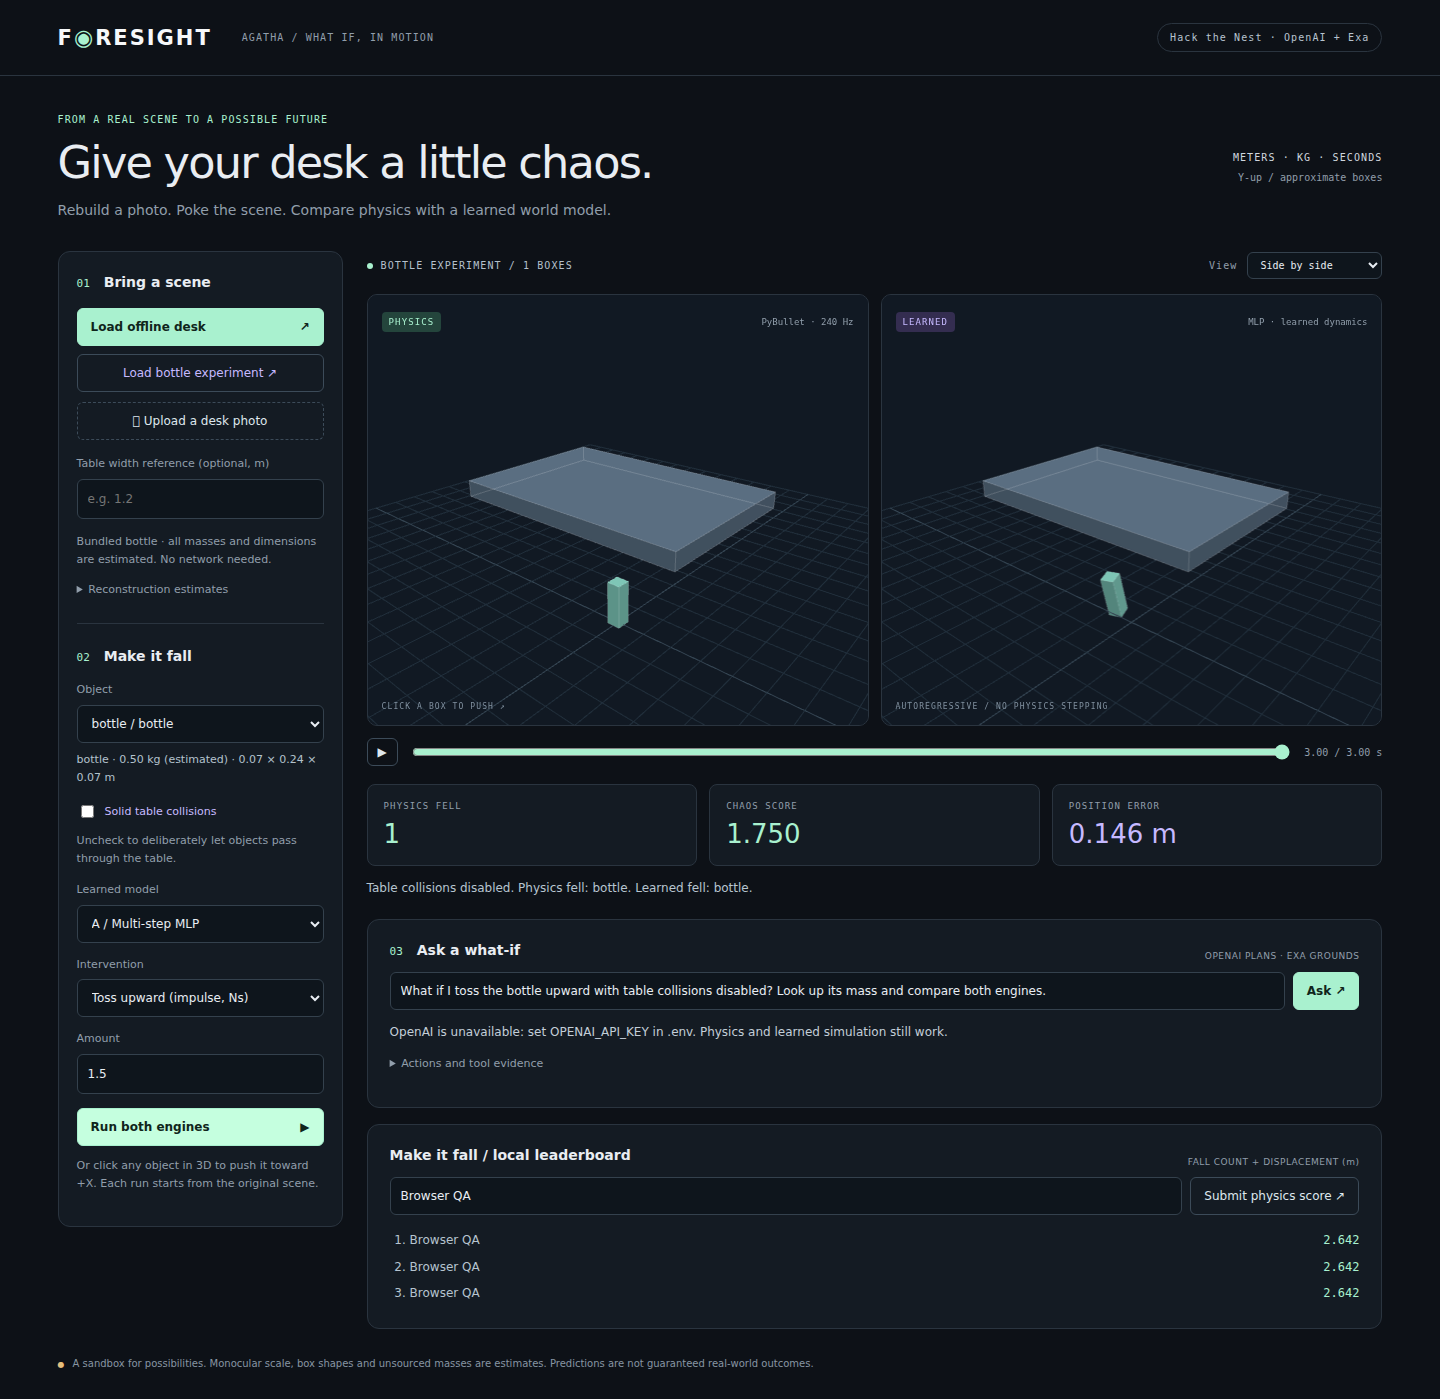 F◉RESIGHT
AGATHA / WHAT IF, IN MOTION
Hack the Nest · OpenAI + Exa
FROM A REAL SCENE TO A POSSIBLE FUTURE
Give your desk a little chaos.
Rebuild a photo. Poke the scene. Compare physics with a learned world model.
METERS · KG · SECONDS
Y-up / approximate boxes
01 Bring a scene
Load offline desk ↗
Load bottle experiment ↗
Upload a desk photo
Table width reference (optional, m)
e.g. 1.2
Bundled bottle · all masses and dimensions
are estimated. No network needed.
▶ Reconstruction estimates
02 Make it fall
Object
bottle / bottle
bottle · 0.50 kg (estimated) · 0.07 × 0.24 ×
0.07 m
Solid table collisions
Uncheck to deliberately let objects pass
through the table.
Learned model
A / Multi-step MLP
Intervention
Toss upward (impulse, Ns)
Amount
1.5
Run both engines ▶
Or click any object in 3D to push it toward
+X. Each run starts from the original scene.
BOTTLE EXPERIMENT / 1 BOXES
View Side by side
PHYSICS
PyBullet · 240 Hz
CLICK A BOX TO PUSH ↗
LEARNED
MLP · learned dynamics
AUTOREGRESSIVE / NO PHYSICS STEPPING
▶ 3.00 / 3.00 s
PHYSICS FELL
1
CHAOS SCORE
1.750
POSITION ERROR
0.146 m
Table collisions disabled. Physics fell: bottle. Learned fell: bottle.
03 Ask a what-if
OPENAI PLANS · EXA GROUNDS
What if I toss the bottle upward with table collisions disabled? Look up its mass and compare both engines.
Ask ↗
OpenAI is unavailable: set OPENAI_API_KEY in .env. Physics and learned simulation still work.
▶ Actions and tool evidence
Make it fall / local leaderboard
FALL COUNT + DISPLACEMENT (m)
Browser QA
Submit physics score ↗
1. Browser QA 2.642
2. Browser QA 2.642
3. Browser QA 2.642
A sandbox for possibilities. Monocular scale, box shapes and unsourced masses are estimates. Predictions are not guaranteed real-world outcomes.